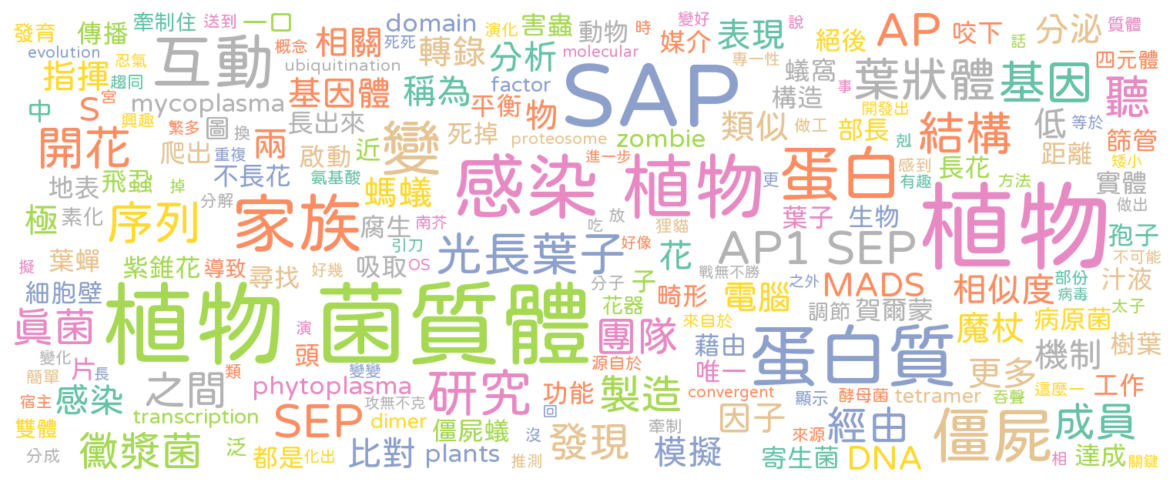 發育
傳播
牽制住
送到
一口
domain
演化
害蟲
動物
時
變好
表現
說
AP
咬下
分泌
質體
evolution
忍氣
概念
相關
死死
轉錄
分析
molecular
媒介
專一性
絕後
話
四元體
指揮
趨同
互動
ubiquitination
factor
SAP
蟻窩
事
葉狀體
基因
聽
中
S
宮
mycoplasma
基因體
稱為
平衡
物
構造
開發出
興趣
繁多
圖
換
長出來
死掉
proteosome
zombie
類似
做工
部長
剋
結構
低
等於
篩管
開花
爬出
重複
兩
啟動
近
變
進一步
蛋白
感到
距離
矮小
地表
飛蝨
掉
不長花
氨基酸
螞蟻
感染 植物
更
有趣
長花
方法
實體
極
素化
序列
分解
家族
腐生
南芥
吃
放
狸貓
葉子
生物
植物
做出
孢子
擬
葉蟬
紫錐花
導致
尋找
引刀
光長葉子
好像
花
AP1 SEP
不可能
好幾
吸取
OS
分子
子
戰無不勝
之外
MADS
相似度
部份
病毒
汁液
細胞壁
植物 菌質體
花器
畸形
電腦
調節
賀爾蒙
太子
真菌
演
團隊
來自於
藉由
蛋白質
魔杖
病原菌
樹葉
變化
片
長
頭
源自於
唯一
機制
簡單
類
變變
之間
phytoplasma
研究
功能
製造
convergent
更多
工作
宿主
感染
transcription
攻無不克
顯示
酵母菌
tetramer
吞聲
這麼一
雙體
SEP
回
dimer
僵屍蟻
沒
發現
牽制
因子
來源
經由
僵屍
成員
分成
黴漿菌
泛
都是
化出
比對
plants
推測
模擬
寄生菌
DNA
相
達成
關鍵